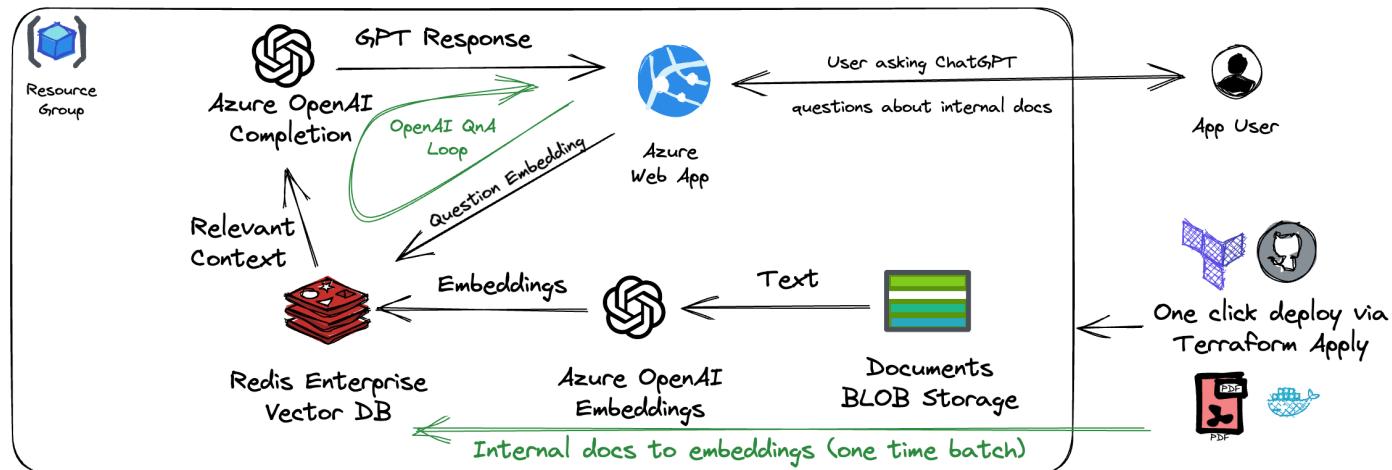 Resource
Group
GPT Response
Azure OpenAI
Completion
OpenAI QnA
Loop
Azure
Web App
User asking ChatGPT
questions about internal docs
App User
Question Embedding
Relevant
Context
Embeddings
Text
Redis Enterprise
Vector DB
Azure OpenAI
Embeddings
Documents
BLOB Storage
One click deploy via
Terraform Apply
PDF
PDF
Internal docs to embeddings (one time batch)